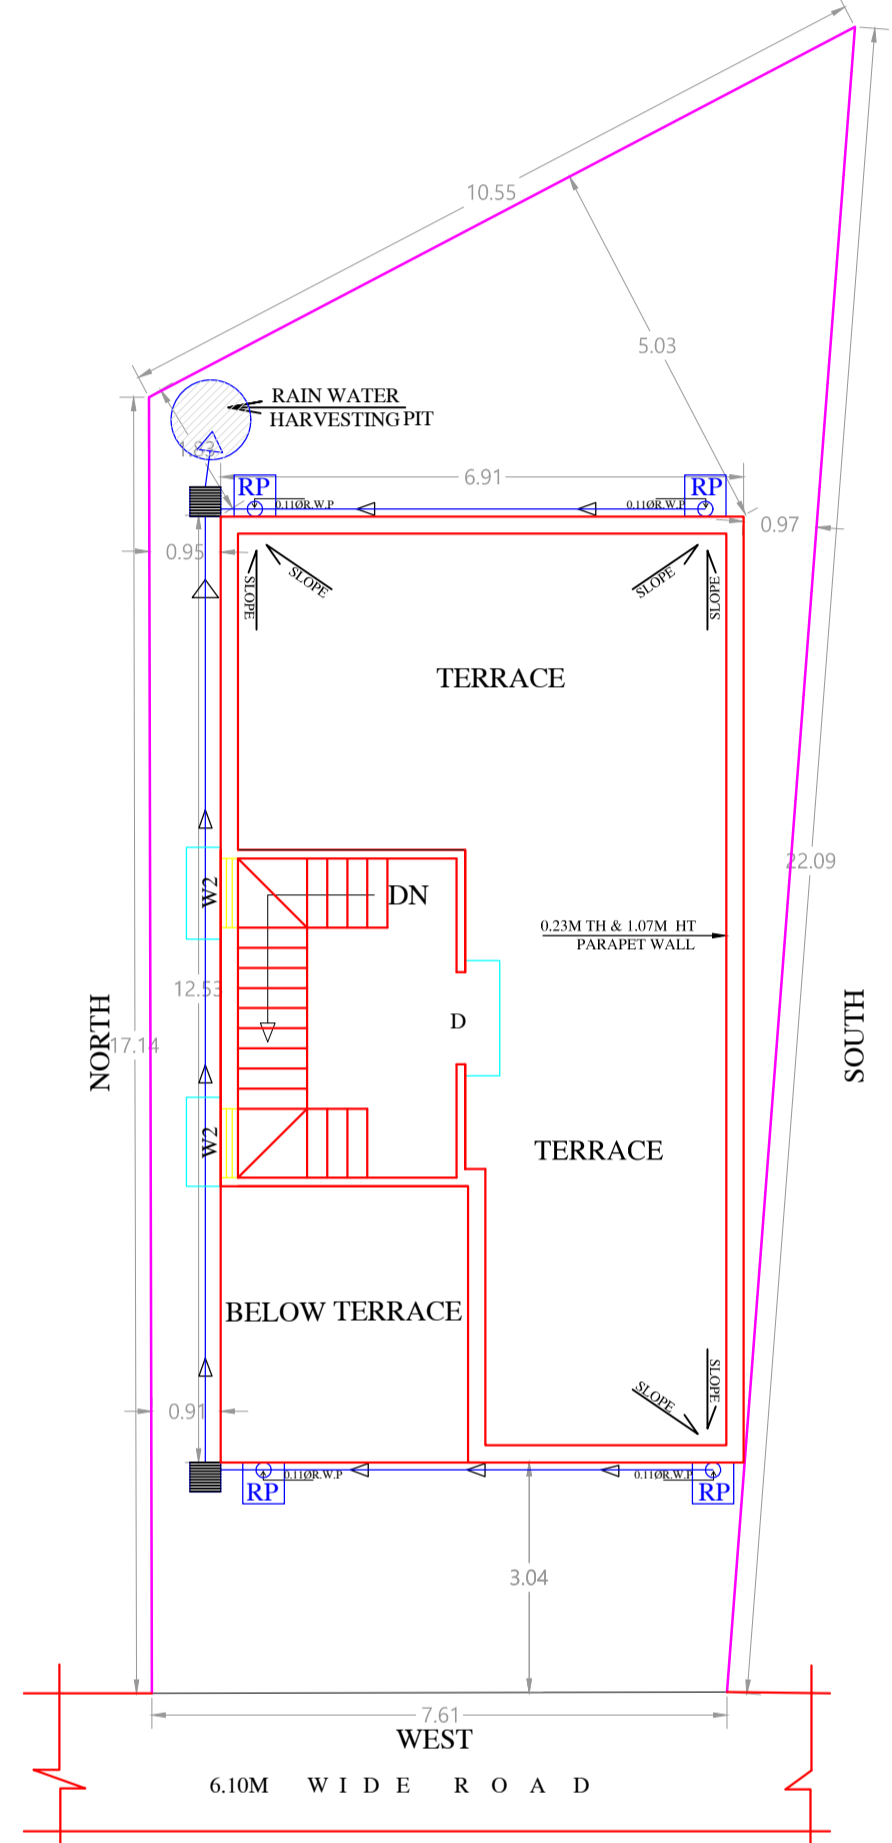 10.55
5.03
RAIN WATER
HARVESTING PIT
1.83
RP
6.91
RP
0.11ØR.W.P
0.11ØR.W.P
0.97
0.95
SLOPE
SLOPE
SLOPE
SLOPE
TERRACE
22.09
W2
DN
0.23M TH & 1.07M HT
PARAPET WALL
12.53
NORTH
17.14
D
SOUTH
W2
TERRACE
BELOW TERRACE
SLOPE
SLOPE
0.91
0.11ØR.W.P
0.11ØR.W.P
RP
RP
3.04
7.61
WEST
6.10M WIDE ROAD